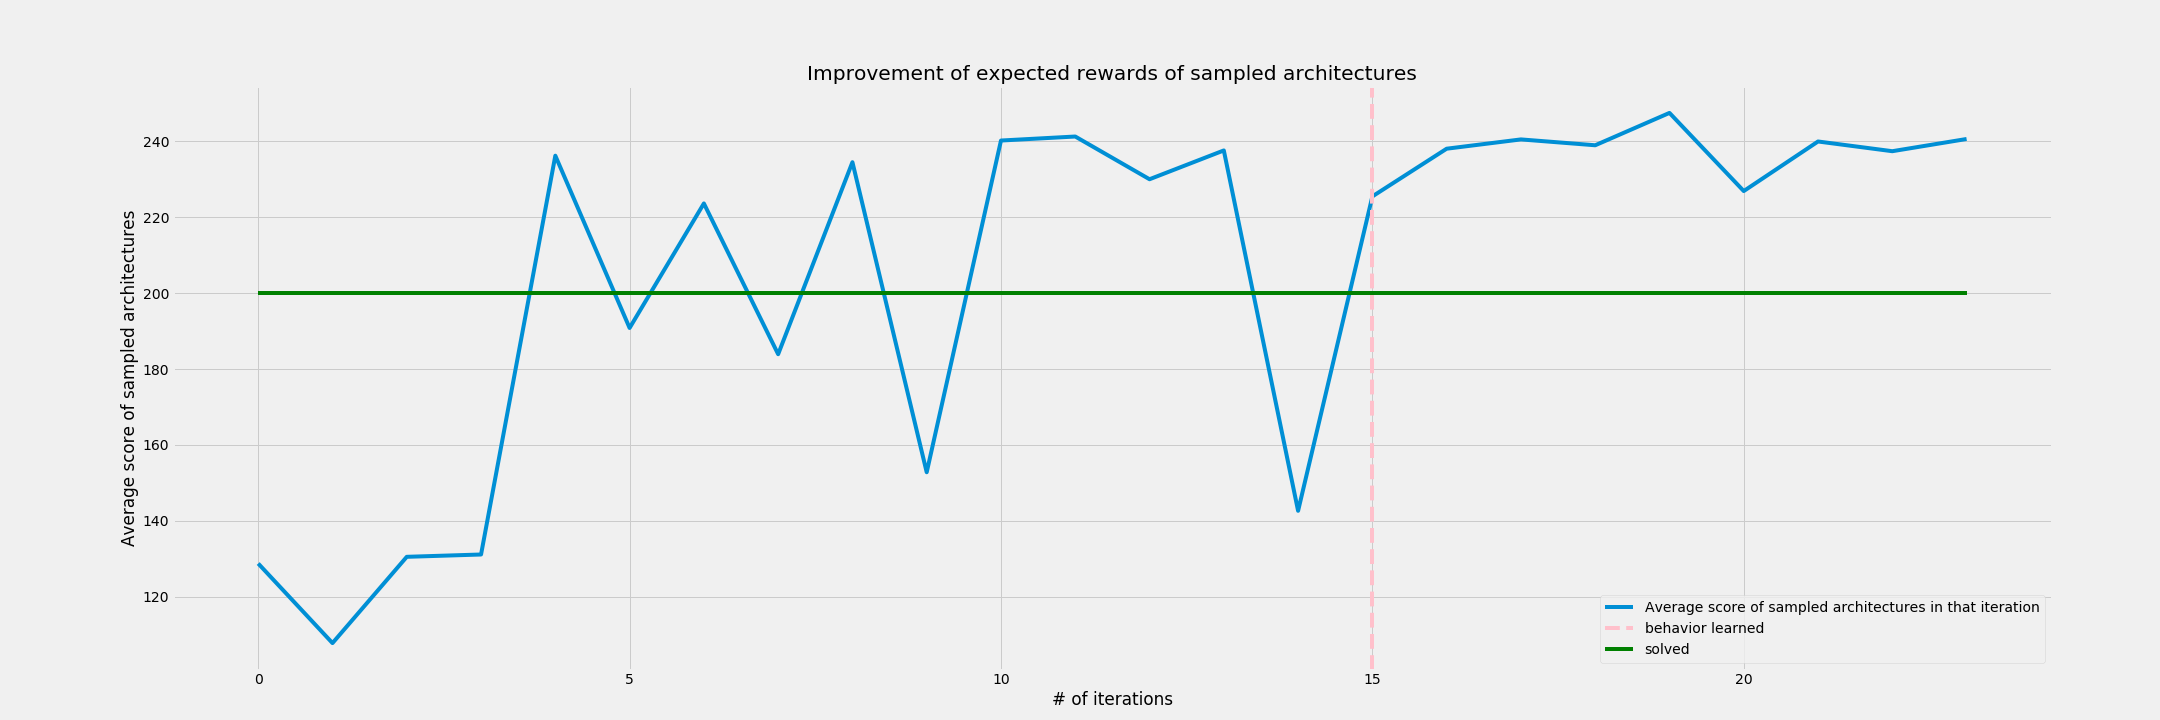 Improvement of expected rewards of sampled architectures
Average score of sampled architectures
240
220
200
180
160
140
120
0
5
10
15
20
# of iterations
Average score of sampled architectures in that iteration
behavior learned
solved